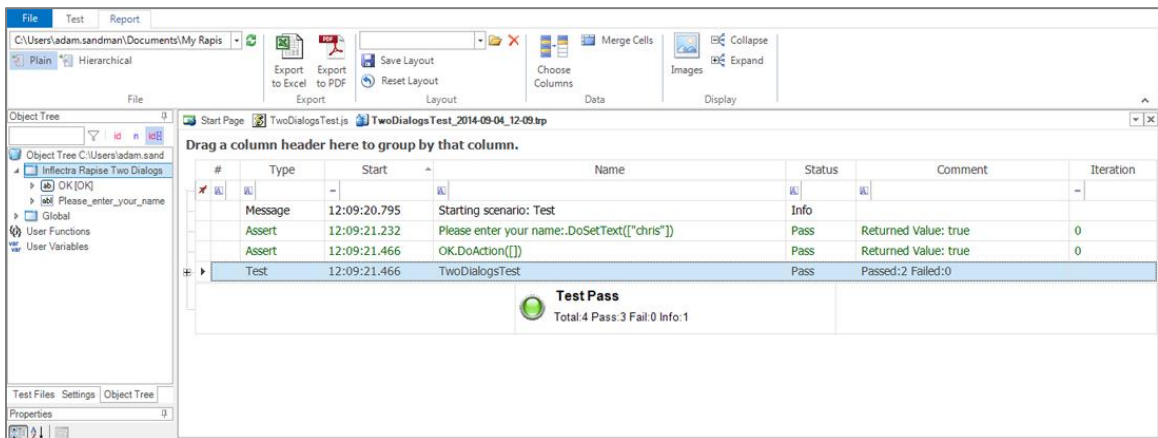 File Test Report
C:\Users\adam.sandman\Documents\My Rapis
Plain Hierarchical
File
Export to Excel
Export to PDF
Export
Save Layout
Reset Layout
Layout
Choose Columns
Merge Cells
Data
Images
Collapse
Expand
Display
Object Tree
id n id
Object Tree C:\Users\adam.sand
Inflectra Rapise Two Dialogs
OK [OK]
Please_enter_your_name
Global
User Functions
User Variables
Test Files Settings Object Tree
Properties
Start Page TwoDialogsTest.js TwoDialogsTest_2014-09-04_12-09.trp
Drag a column header here to group by that column.
# Type Start Name Status Comment Iteration
Message 12:09:20.795 Starting scenario: Test Info
Assert 12:09:21.232 Please enter your name:.DoSetText(["chris"]) Pass Returned Value: true 0
Assert 12:09:21.466 OK.DoAction([]) Pass Returned Value: true 0
Test 12:09:21.466 TwoDialogsTest Pass Passed:2 Failed:0
Test Pass
Total:4 Pass:3 Fail:0 Info:1